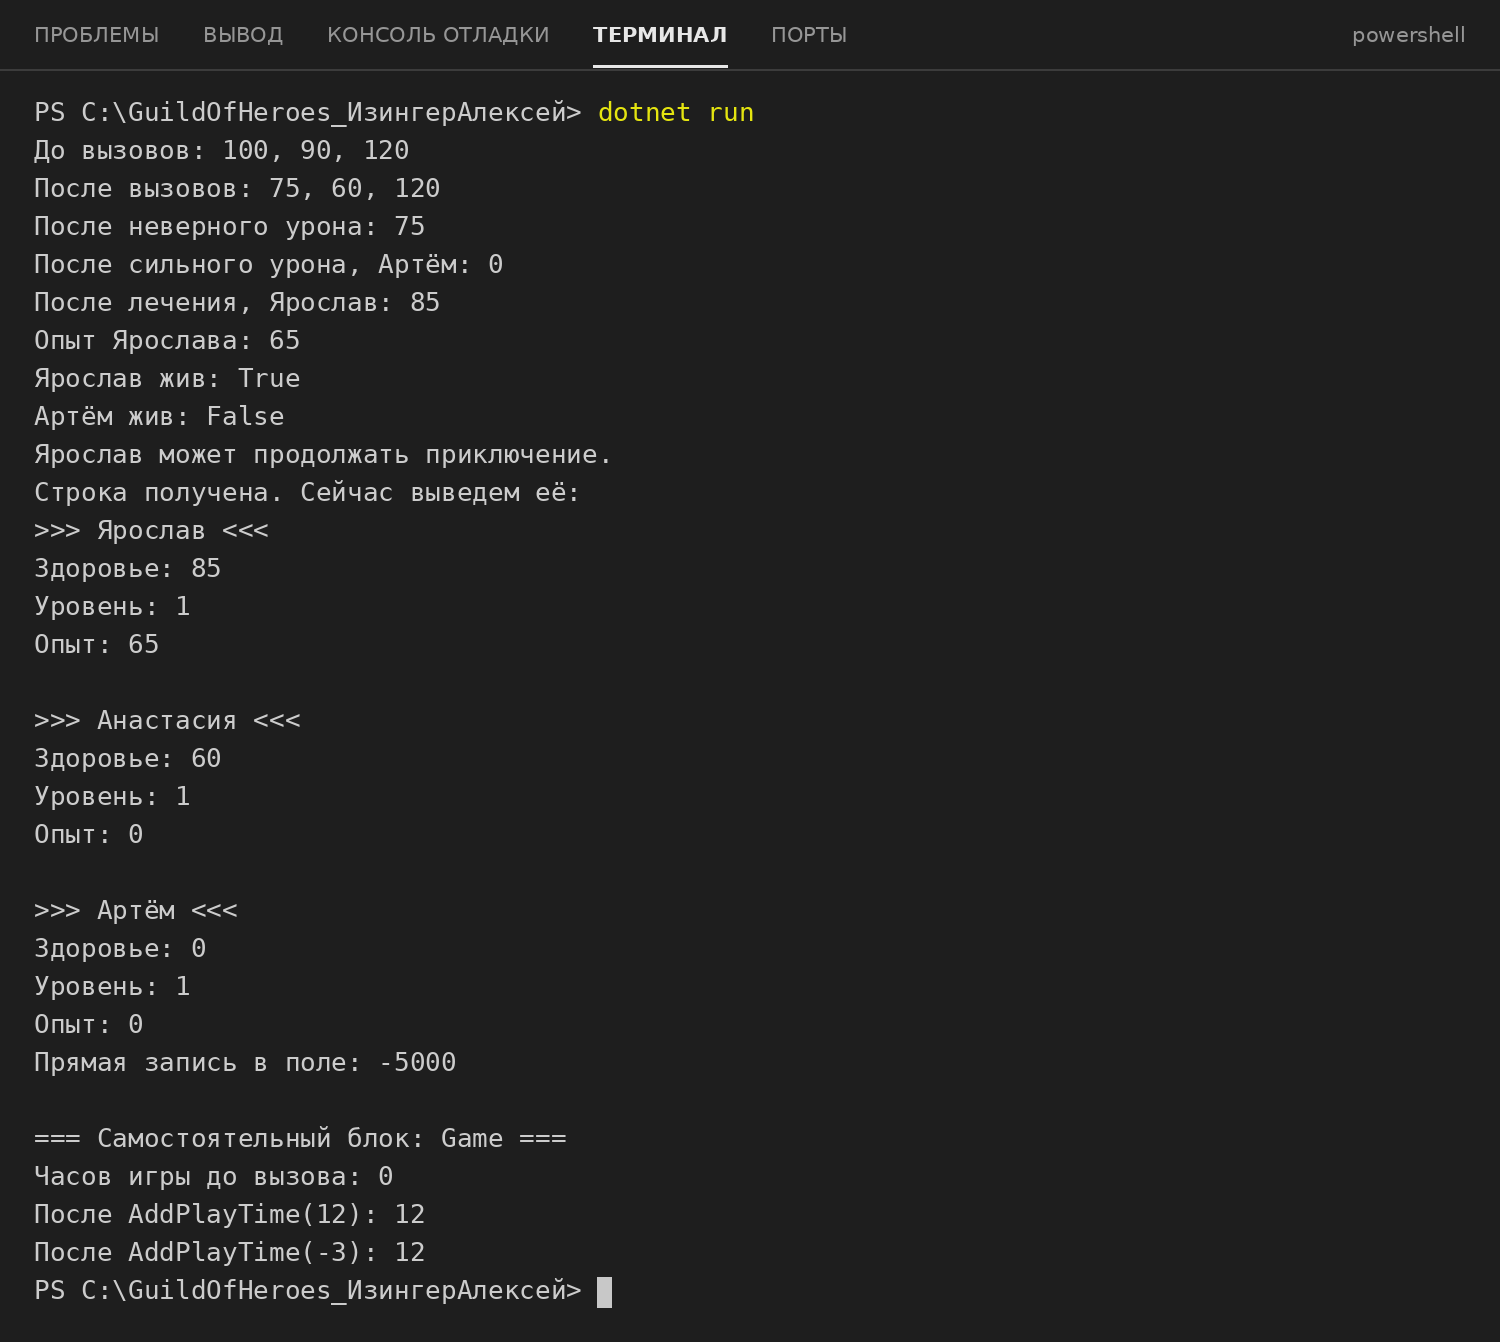 ПРОБЛЕМЫ ВЫВОД КОНСОЛЬ ОТЛАДКИ ТЕРМИНАЛ ПОРТЫ powershell
PS C:\GuildOfHeroes_ИзингерАлексей> dotnet run
До вызовов: 100, 90, 120
После вызовов: 75, 60, 120
После неверного урона: 75
После сильного урона, Артём: 0
После лечения, Ярослав: 85
Опыт Ярослава: 65
Ярослав жив: True
Артём жив: False
Ярослав может продолжать приключение.
Строка получена. Сейчас выведем её:
>>> Ярослав <<<
Здоровье: 85
Уровень: 1
Опыт: 65
>>> Анастасия <<<
Здоровье: 60
Уровень: 1
Опыт: 0
>>> Артём <<<
Здоровье: 0
Уровень: 1
Опыт: 0
Прямая запись в поле: -5000
=== Самостоятельный блок: Game ===
Часов игры до вызова: 0
После AddPlayTime(12): 12
После AddPlayTime(-3): 12
PS C:\GuildOfHeroes_ИзингерАлексей>